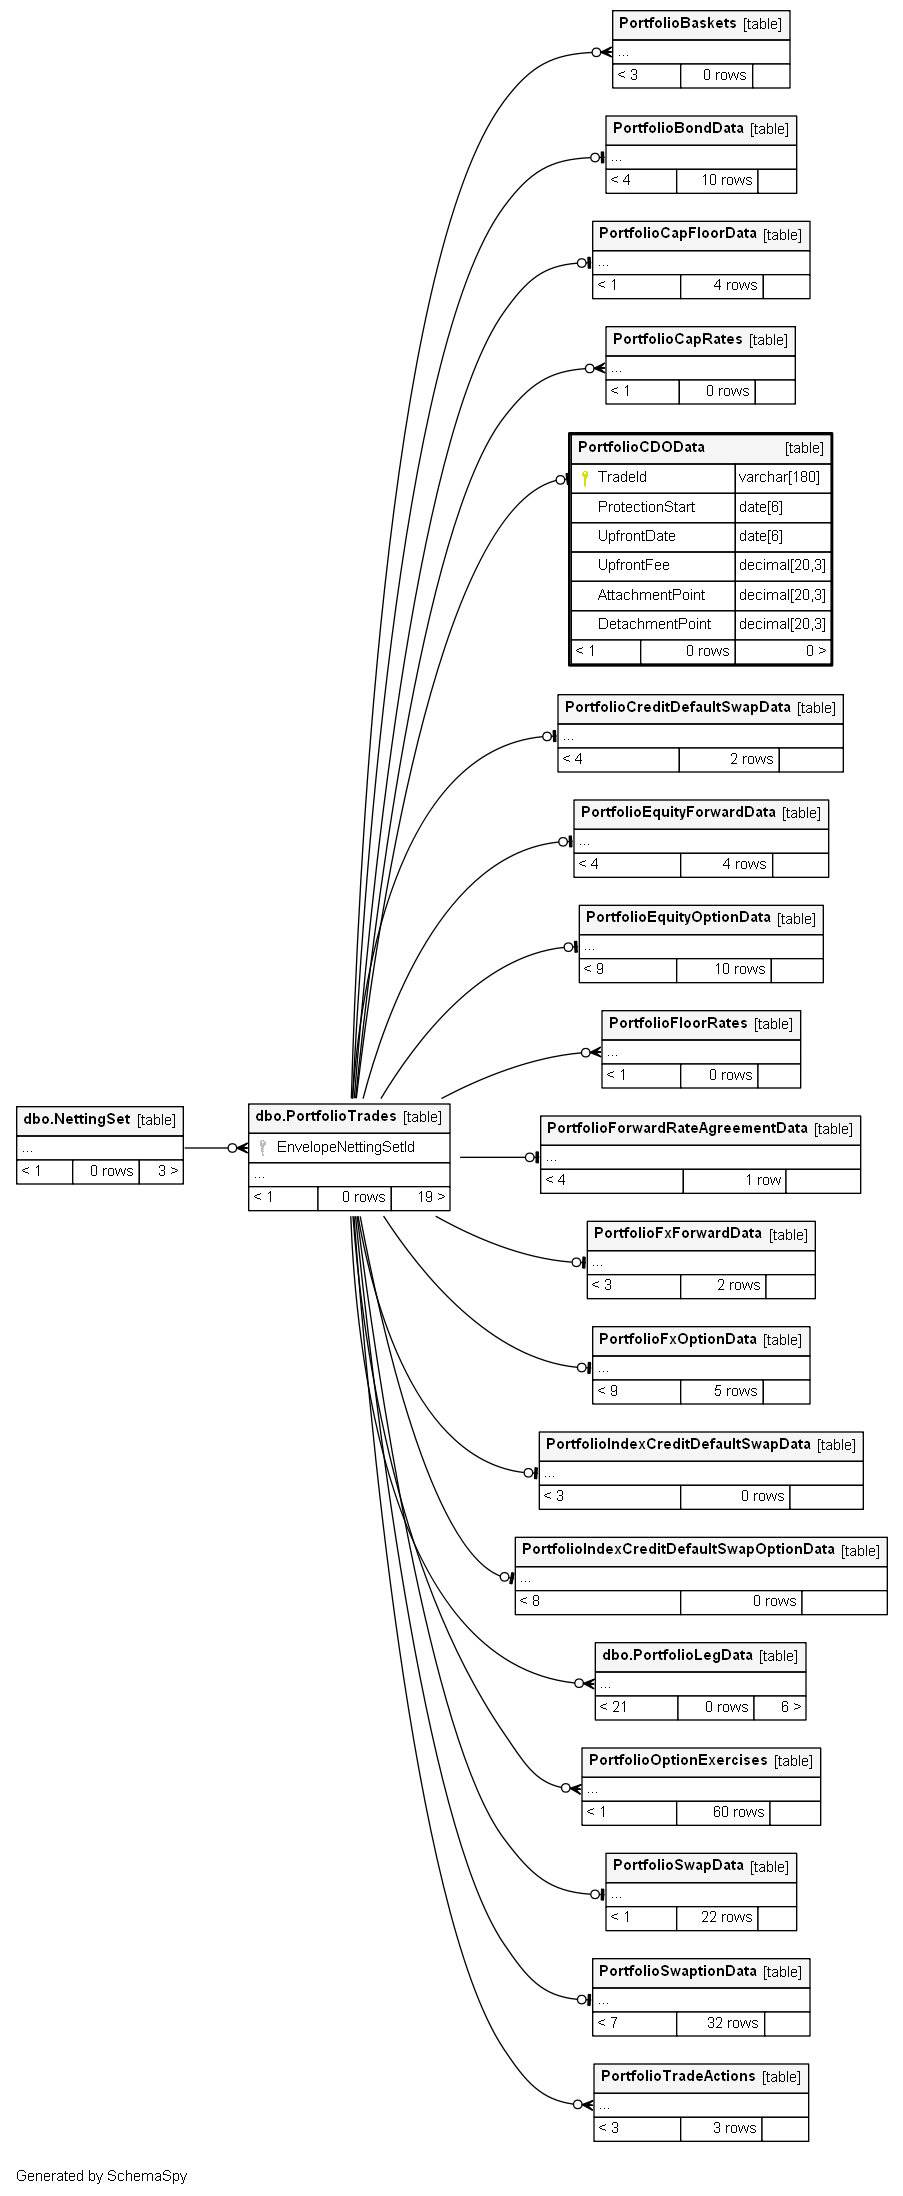 PortfolioBaskets [table]
...
< 3 0 rows
PortfolioBondData [table]
...
< 4 10 rows
PortfolioCapFloorData [table]
...
< 1 4 rows
PortfolioCapRates [table]
...
< 1 0 rows
PortfolioCDOData [table]
TradeId varchar[180]
ProtectionStart date[6]
UpfrontDate date[6]
UpfrontFee decimal[20,3]
AttachmentPoint decimal[20,3]
DetachmentPoint decimal[20,3]
< 1 0 rows 0 >
PortfolioCreditDefaultSwapData [table]
...
< 4 2 rows
PortfolioEquityForwardData [table]
...
< 4 4 rows
PortfolioEquityOptionData [table]
...
< 9 10 rows
PortfolioFloorRates [table]
...
< 1 0 rows
dbo.NettingSet [table]
...
< 1 0 rows 3 >
dbo.PortfolioTrades [table]
EnvelopeNettingSetId
...
< 1 0 rows 19 >
PortfolioForwardRateAgreementData [table]
...
< 4 1 row
PortfolioFxForwardData [table]
...
< 3 2 rows
PortfolioFxOptionData [table]
...
< 9 5 rows
PortfolioIndexCreditDefaultSwapData [table]
...
< 3 0 rows
PortfolioIndexCreditDefaultSwapOptionData [table]
...
< 8 0 rows
dbo.PortfolioLegData [table]
...
< 21 0 rows 6 >
PortfolioOptionExercises [table]
...
< 1 60 rows
PortfolioSwapData [table]
...
< 1 22 rows
PortfolioSwaptionData [table]
...
< 7 32 rows
PortfolioTradeActions [table]
...
< 3 3 rows
Generated by SchemaSpy